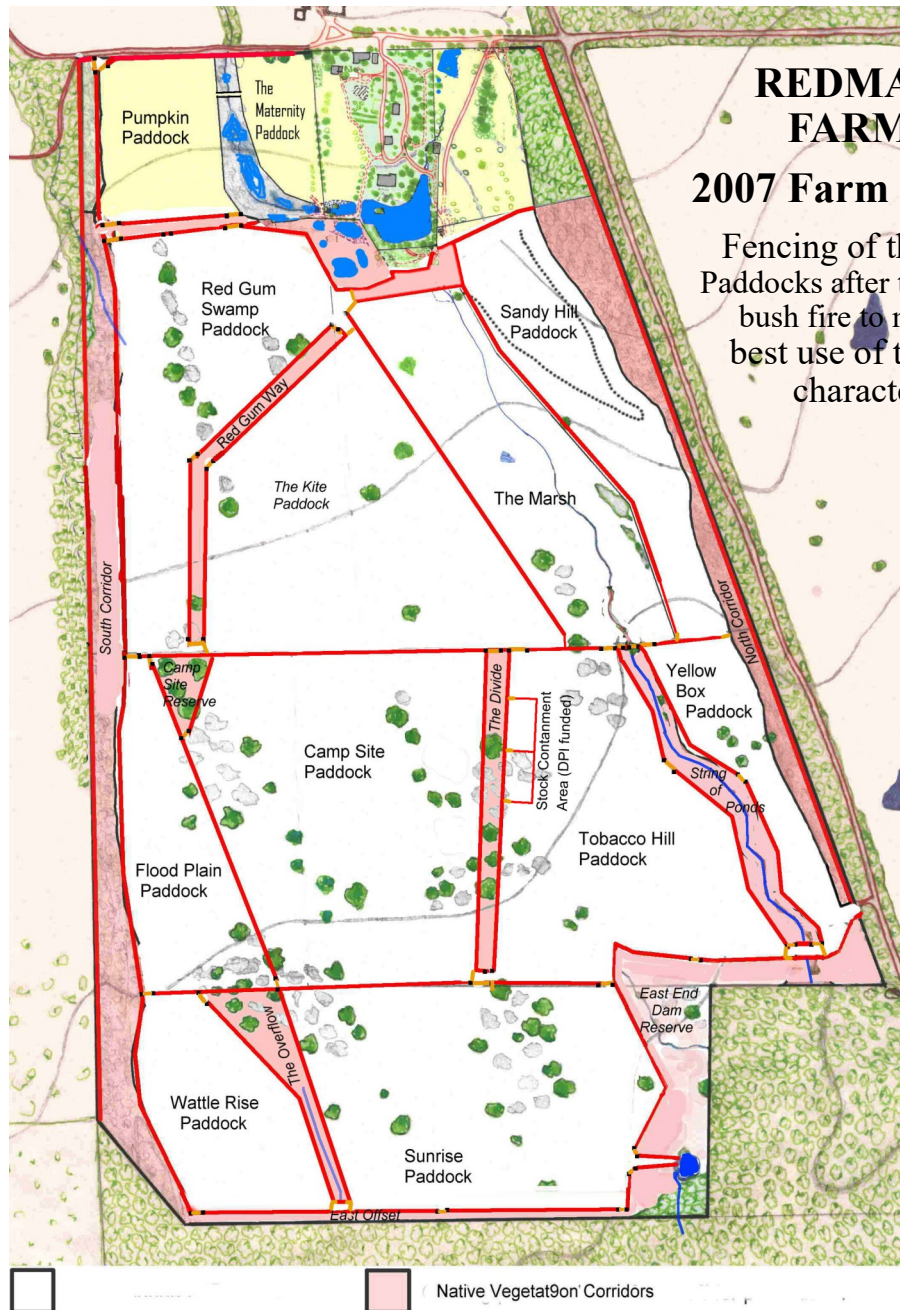 REDMA
FARM
2007 Farm
Fencing of th
Paddocks after t
bush fire to m
best use of t
characte
Pumpkin
Paddock
The
Maternity
Paddock
Red Gum
Swamp
Paddock
Sandy Hill
Paddock
Red Gum Way
The Kite
Paddock
The Marsh
South Corridor
North Corridor
Camp
Site
Reserve
Camp Site
Paddock
The Divide
Stock Contanment
Area (DPI funded)
Yellow
Box
Paddock
String
of
Ponds
Tobacco Hill
Paddock
Flood Plain
Paddock
East End
Dam
Reserve
The Overflow
Wattle Rise
Paddock
Sunrise
Paddock
East Offset
Native Vegetat9on Corridors